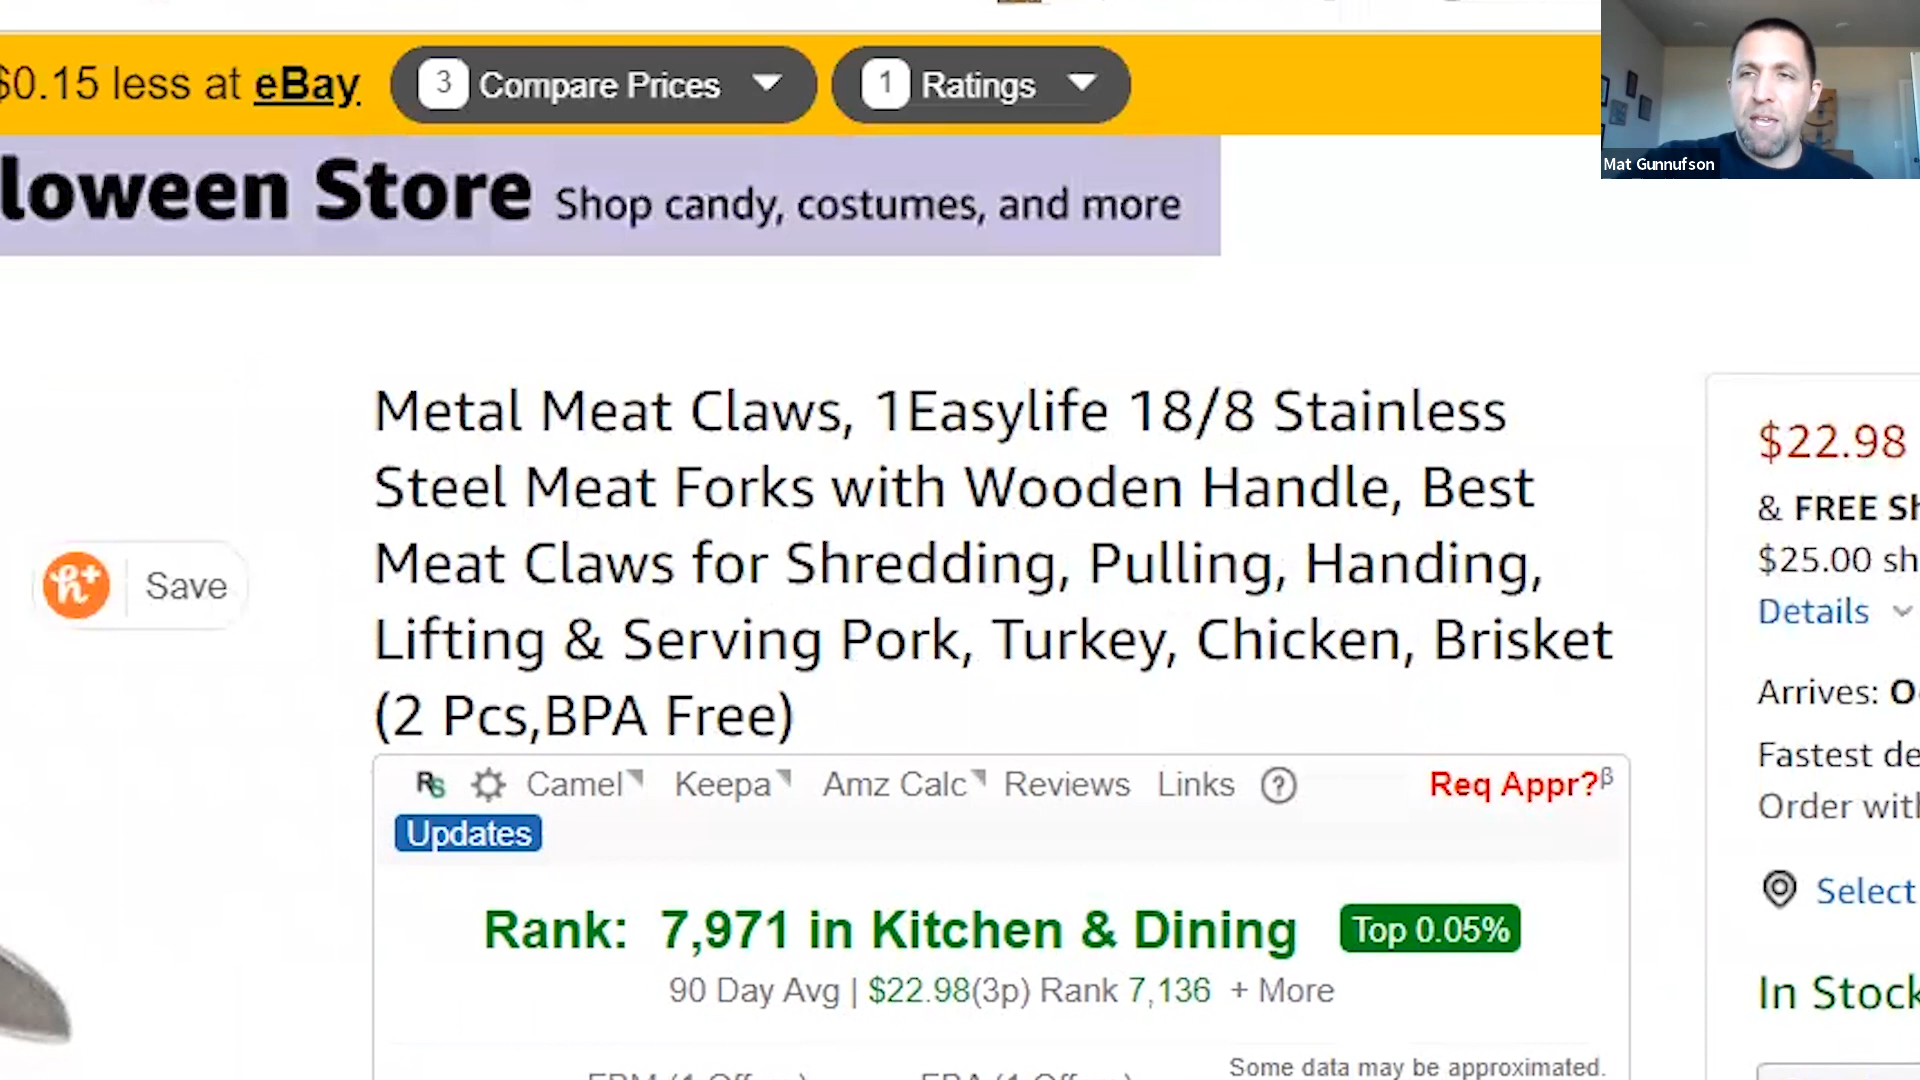 $0.15 less at eBay
3 Compare Prices
1 Ratings
Mat Gunnufson
loween Store Shop candy, costumes, and more
Metal Meat Claws, 1Easylife 18/8 Stainless
Steel Meat Forks with Wooden Handle, Best
Meat Claws for Shredding, Pulling, Handing,
Lifting & Serving Pork, Turkey, Chicken, Brisket
(2 Pcs,BPA Free)
Save
RS Camel Keepa Amz Calc Reviews Links ? Req Appr?β
Updates
Rank: 7,971 in Kitchen & Dining Top 0.05%
90 Day Avg | $22.98(3p) Rank 7,136 + More
Some data may be approximated.
$22.98
& FREE Sh
$25.00 sh
Details
Arrives: O
Fastest de
Order with
Select
In Stock